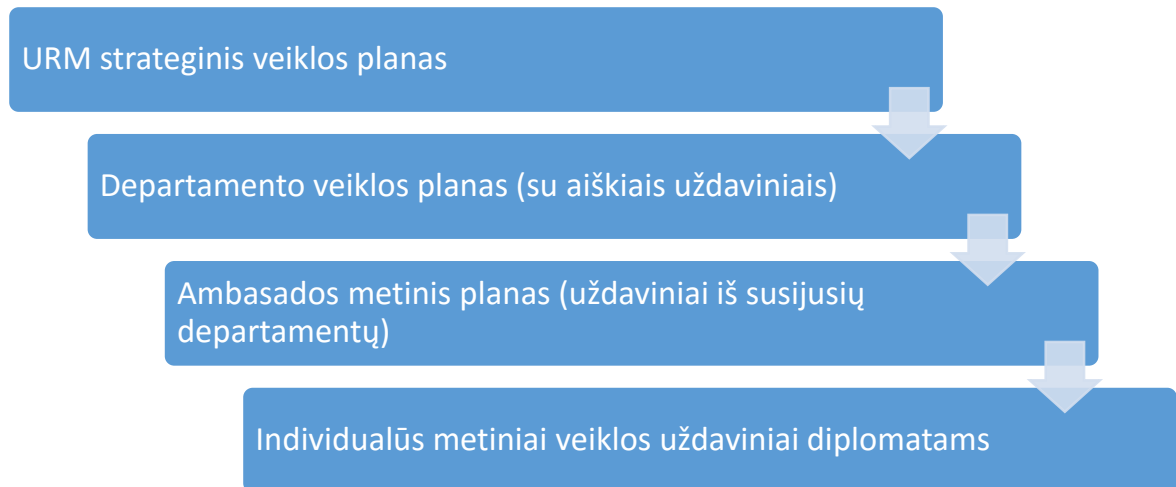 URM strateginis veiklos planas
Departamento veiklos planas (su aiškiais uždaviniais)
Ambasados metinis planas (uždaviniai iš susijusių
departamentų)
Individualūs metiniai veiklos uždaviniai diplomatams